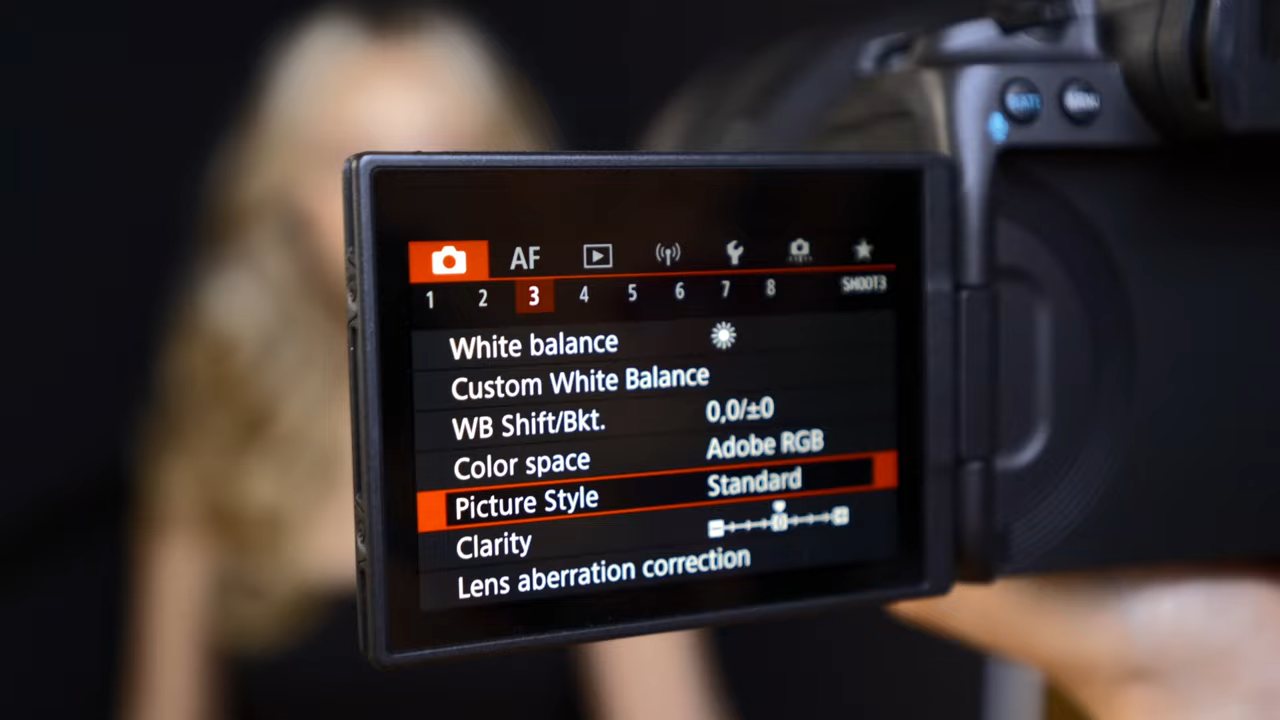 RATE MENU
AF
1 2 3 4 5 6 7 8 SHOOT3
White balance
Custom White Balance
WB Shift/Bkt. 0,0/±0
Color space Adobe RGB
Picture Style Standard
Clarity
Lens aberration correction